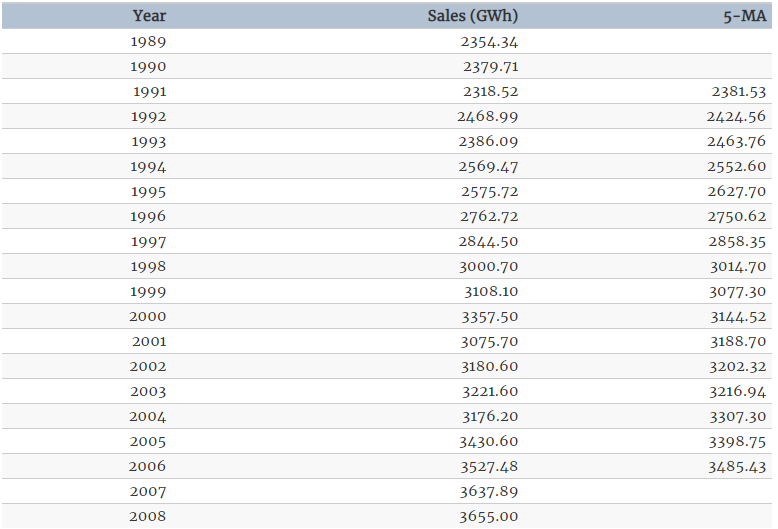 Year Sales (GWh) 5-MA
1989 2354.34
1990 2379.71
1991 2318.52 2381.53
1992 2468.99 2424.56
1993 2386.09 2463.76
1994 2569.47 2552.60
1995 2575.72 2627.70
1996 2762.72 2750.62
1997 2844.50 2858.35
1998 3000.70 3014.70
1999 3108.10 3077.30
2000 3357.50 3144.52
2001 3075.70 3188.70
2002 3180.60 3202.32
2003 3221.60 3216.94
2004 3176.20 3307.30
2005 3430.60 3398.75
2006 3527.48 3485.43
2007 3637.89
2008 3655.00